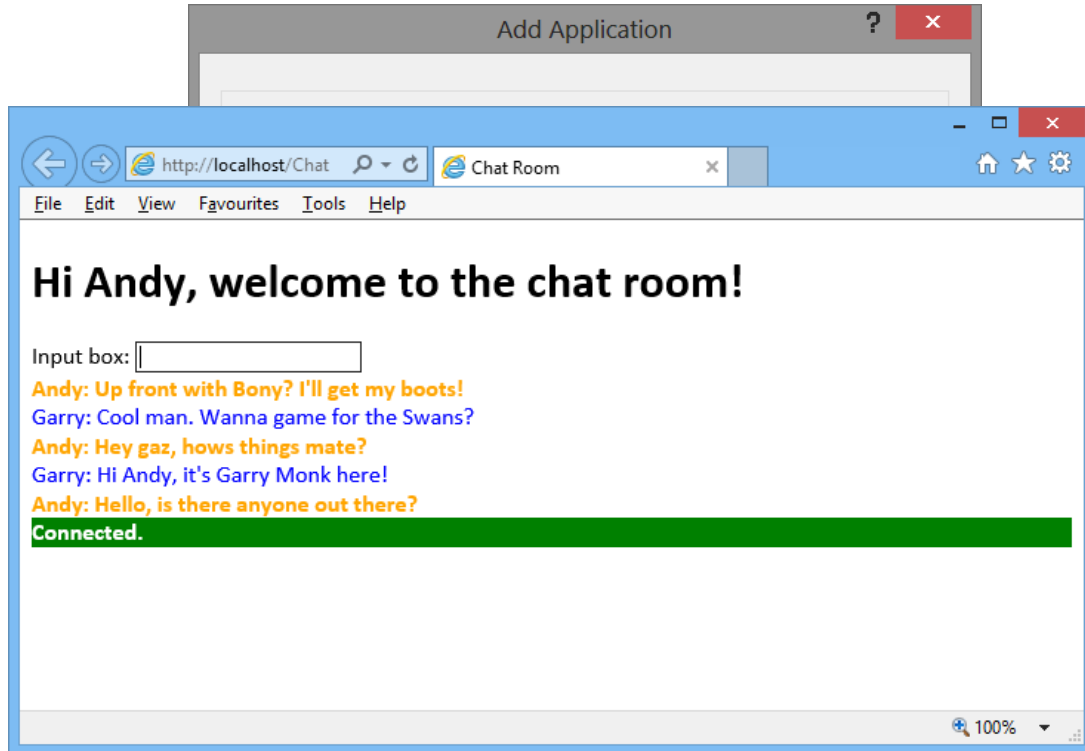 Add Application
http://localhost/Chat
Chat Room
File Edit View Favourites Tools Help
Hi Andy, welcome to the chat room!
Input box:
Andy: Up front with Bony? I'll get my boots!
Garry: Cool man. Wanna game for the Swans?
Andy: Hey gaz, hows things mate?
Garry: Hi Andy, it's Garry Monk here!
Andy: Hello, is there anyone out there?
Connected.
100%